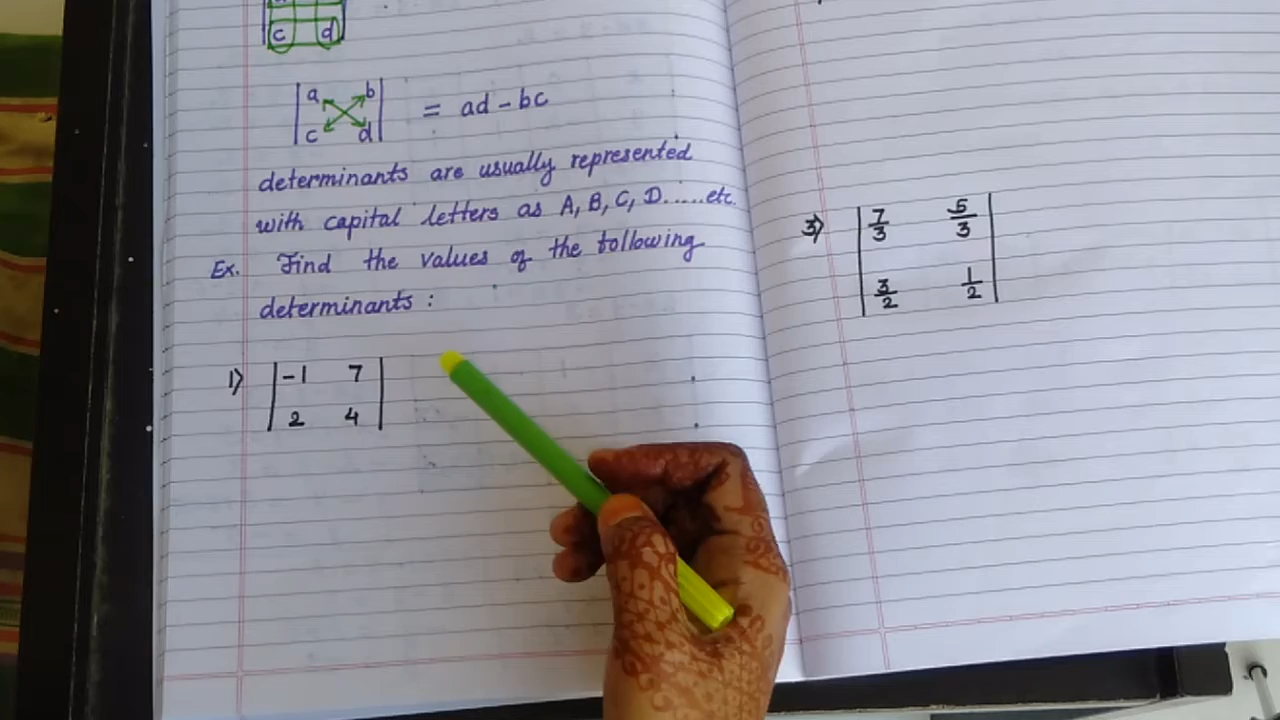 c d
a b
c d = ad - bc
determinants are usually represented
with capital letters as A, B, C, D.....etc.
Ex. Find the values of the following
determinants :
1) -1 7
2 4
3) 7/3 5/3
3/2 1/2